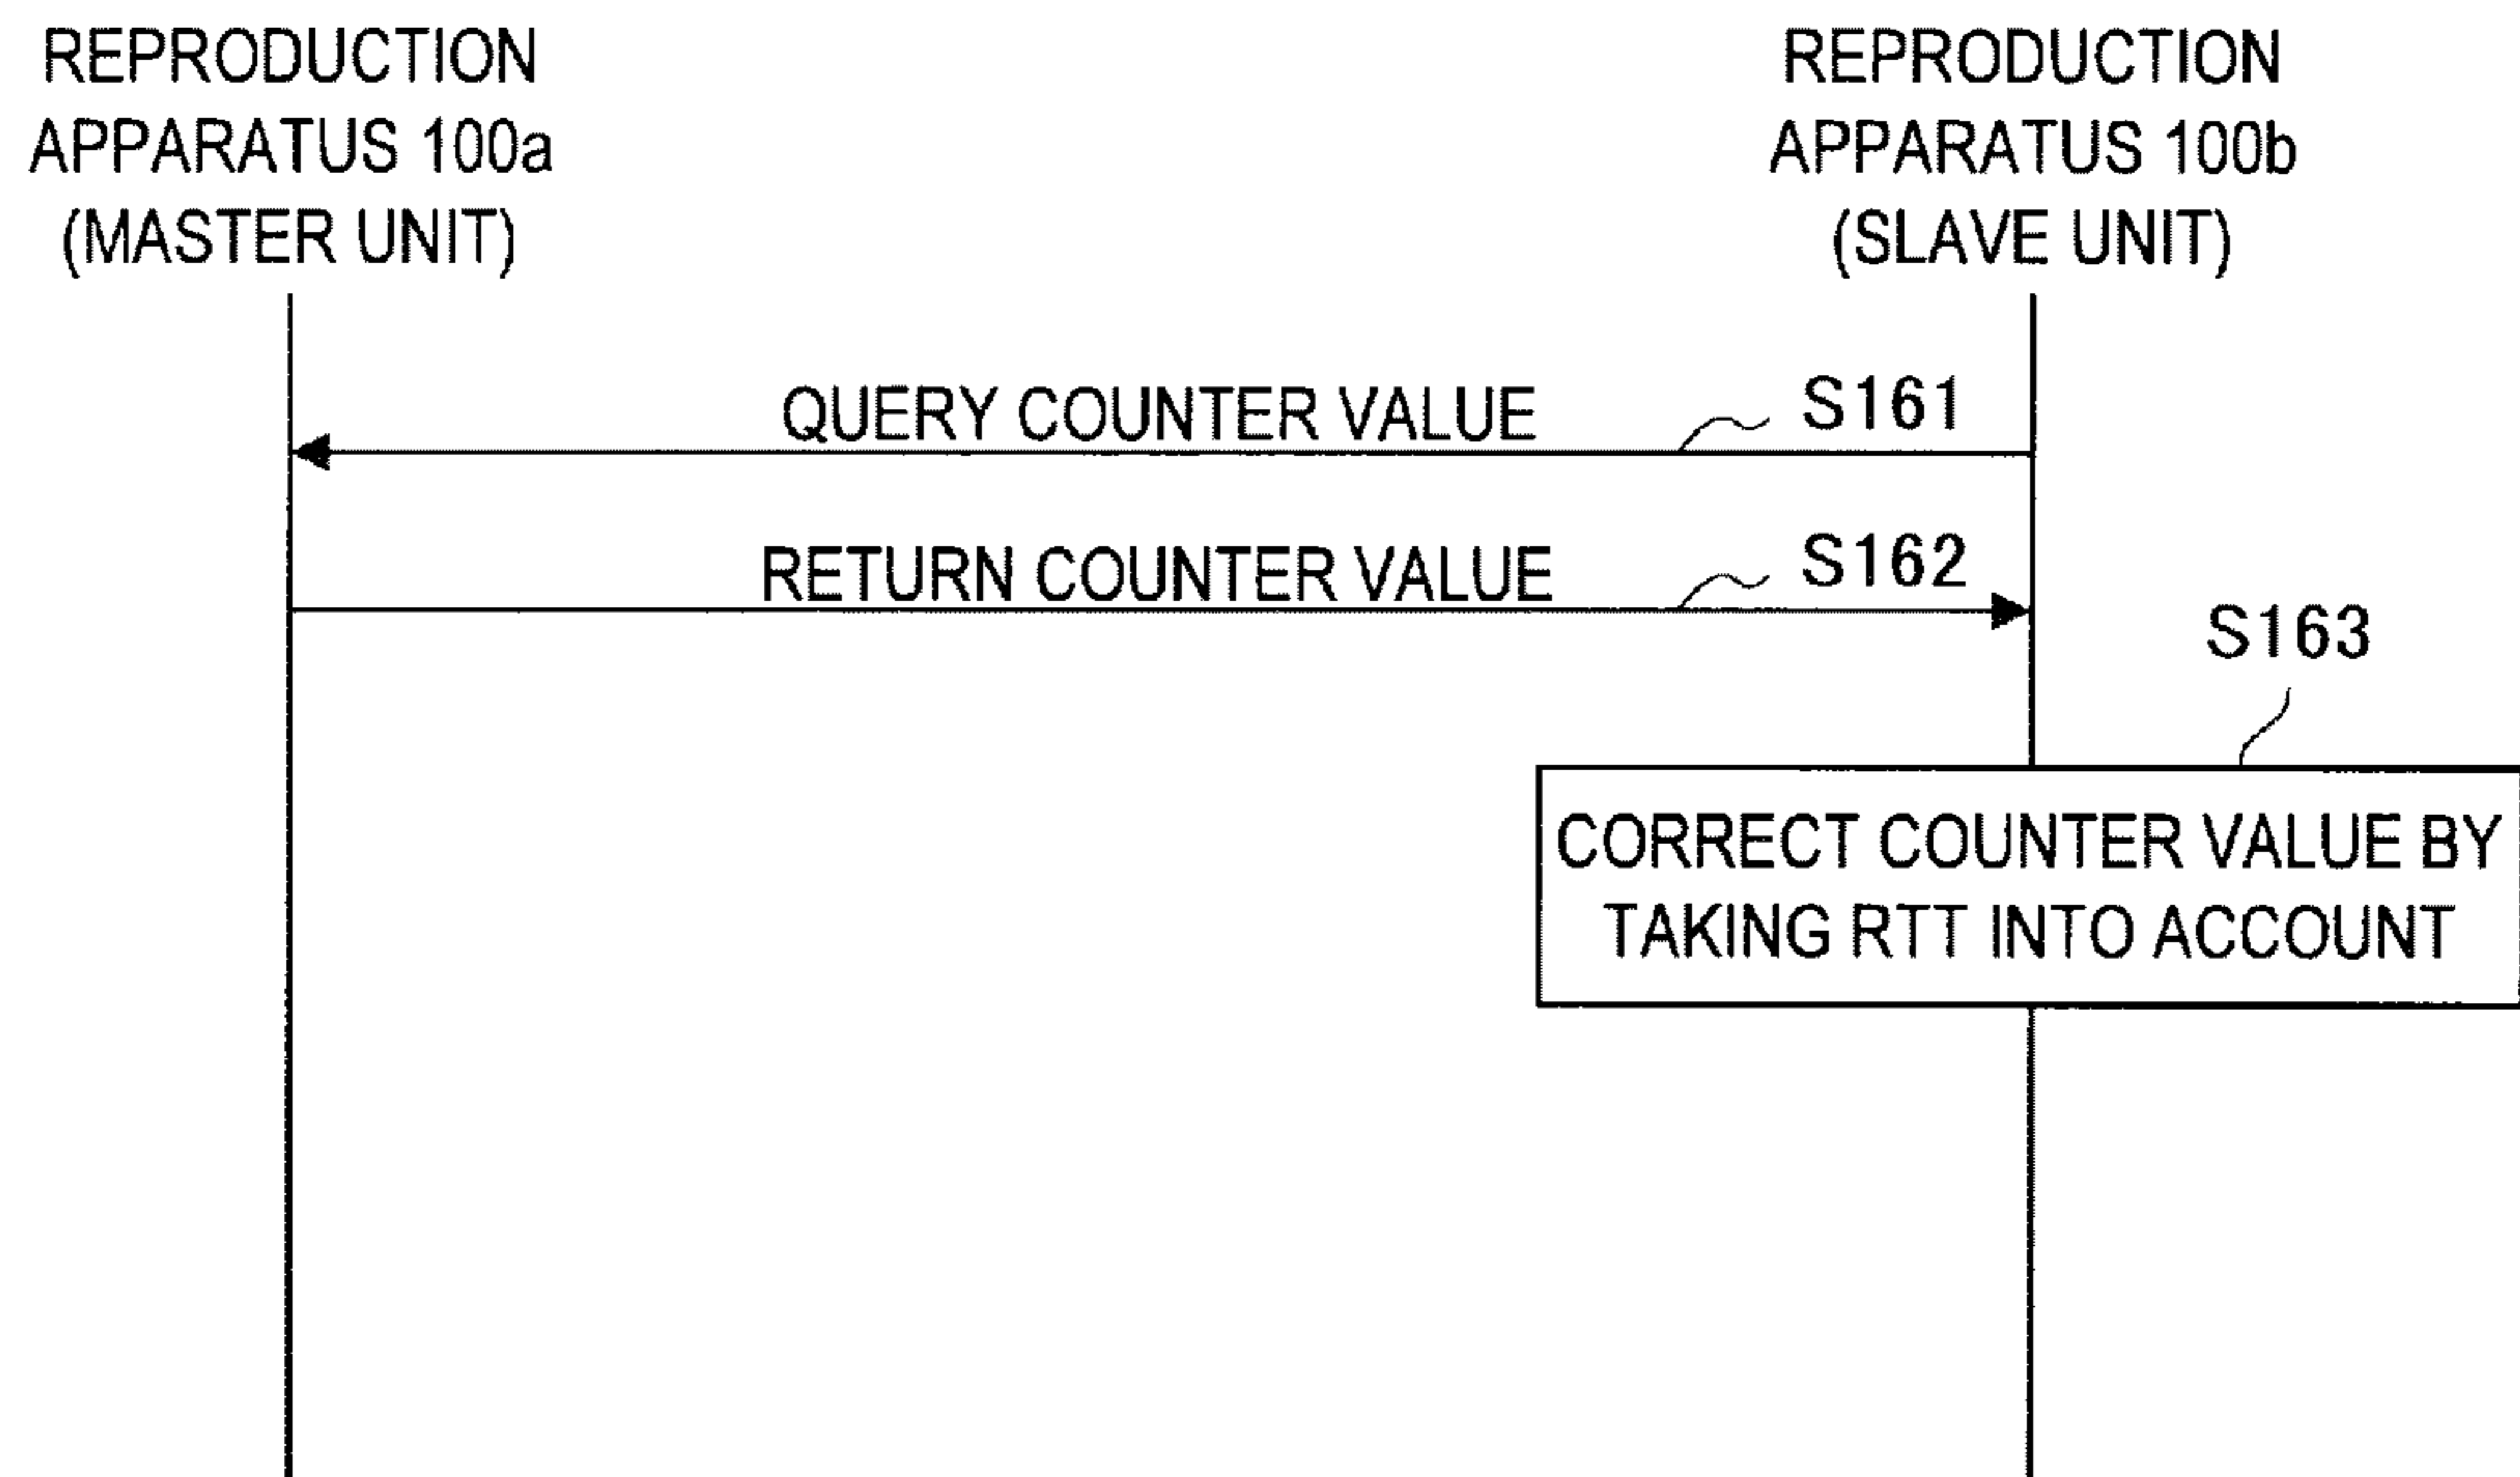 REPRODUCTION
APPARATUS 100a
(MASTER UNIT)
REPRODUCTION
APPARATUS 100b
(SLAVE UNIT)
QUERY COUNTER VALUE
S161
RETURN COUNTER VALUE
S162
S163
CORRECT COUNTER VALUE BY
TAKING RTT INTO ACCOUNT